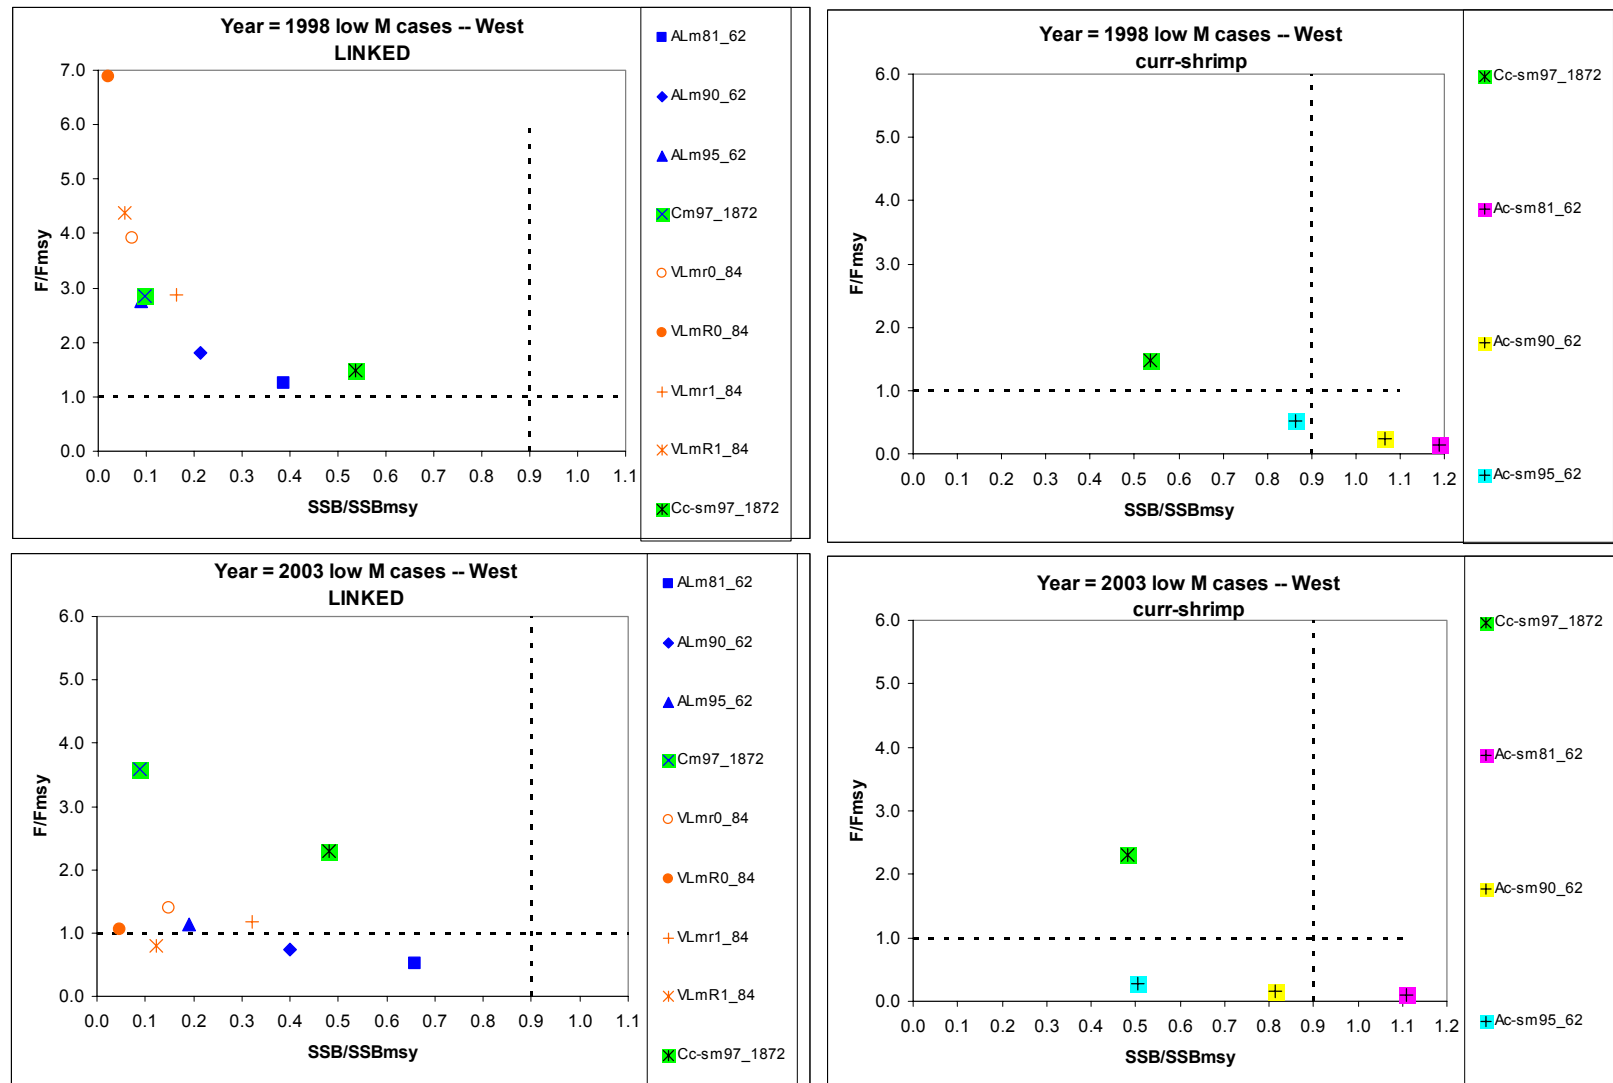 Year = 1998 low M cases -- West
LINKED
7.0
6.0
5.0
4.0
3.0
2.0
1.0
0.0
F/Fmsy
0.0 0.1 0.2 0.3 0.4 0.5 0.6 0.7 0.8 0.9 1.0 1.1
SSB/SSBmsy
ALm81_62
ALm90_62
ALm95_62
Cm97_1872
VLmr0_84
VLmR0_84
VLmr1_84
VLmR1_84
Cc-sm97_1872
Year = 1998 low M cases -- West
curr-shrimp
6.0
5.0
4.0
3.0
2.0
1.0
0.0
F/Fmsy
0.0 0.1 0.2 0.3 0.4 0.5 0.6 0.7 0.8 0.9 1.0 1.1 1.2
SSB/SSBmsy
Cc-sm97_1872
Ac-sm81_62
Ac-sm90_62
Ac-sm95_62
Year = 2003 low M cases -- West
LINKED
6.0
5.0
4.0
3.0
2.0
1.0
0.0
F/Fmsy
0.0 0.1 0.2 0.3 0.4 0.5 0.6 0.7 0.8 0.9 1.0 1.1
SSB/SSBmsy
ALm81_62
ALm90_62
ALm95_62
Cm97_1872
VLmr0_84
VLmR0_84
VLmr1_84
VLmR1_84
Cc-sm97_1872
Year = 2003 low M cases -- West
curr-shrimp
6.0
5.0
4.0
3.0
2.0
1.0
0.0
F/Fmsy
0.0 0.1 0.2 0.3 0.4 0.5 0.6 0.7 0.8 0.9 1.0 1.1 1.2
SSB/SSBmsy
Cc-sm97_1872
Ac-sm81_62
Ac-sm90_62
Ac-sm95_62